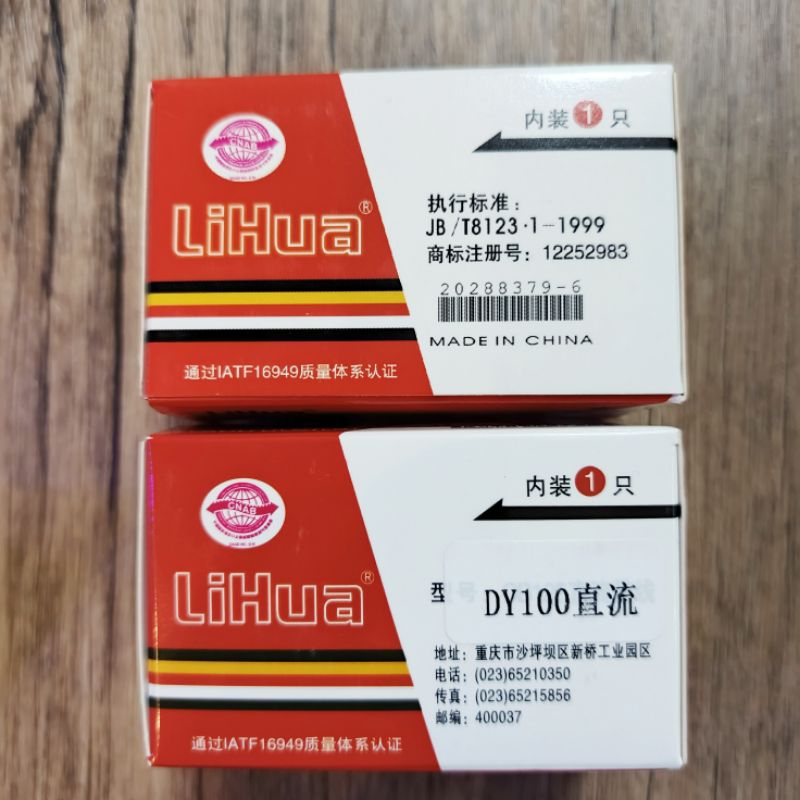 CNAB
内装1只
LiHua®
执行标准:
JB/T8123·1-1999
商标注册号: 12252983
20288379-6
MADE IN CHINA
通过IATF16949质量体系认证
CNAB
内装1只
LiHua®
型号
DY100直流
地址: 重庆市沙坪坝区新桥工业园区
电话: (023)65210350
传真: (023)65215856
邮编: 400037
通过IATF16949质量体系认证